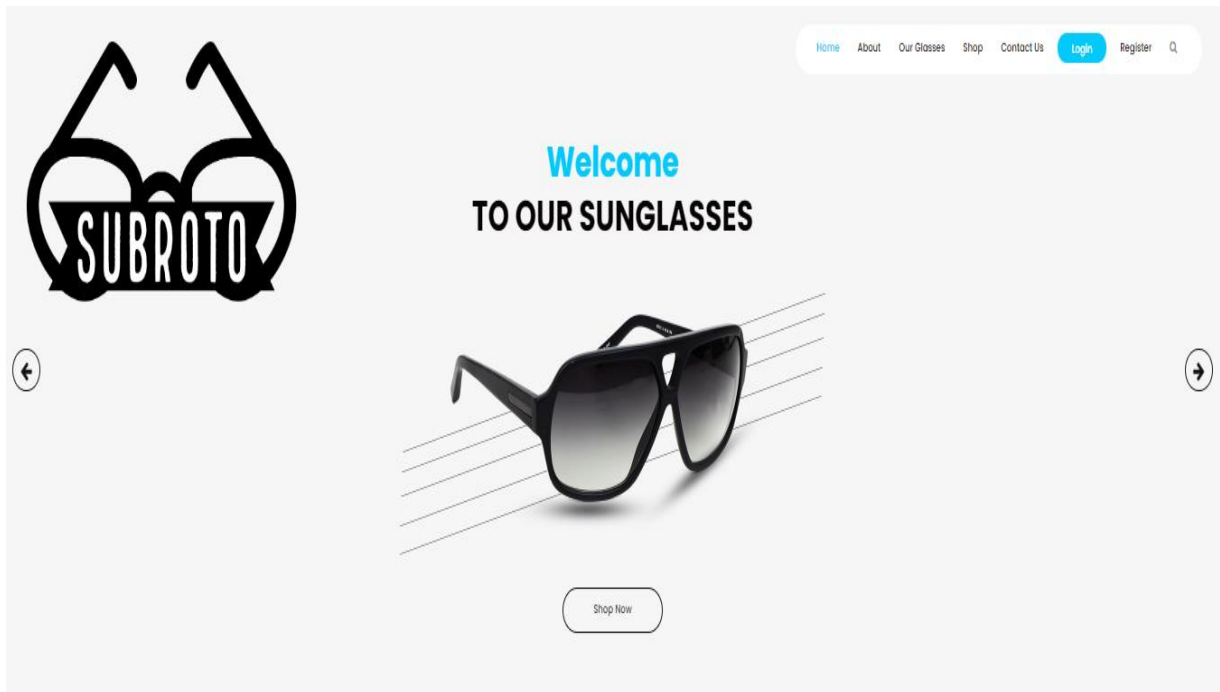 SUBROTO
Home About Our Glasses Shop Contact Us Login Register
Welcome
TO OUR SUNGLASSES
Shop Now